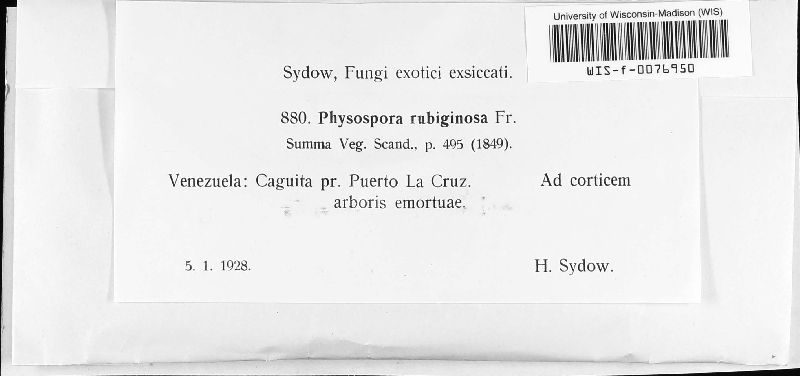 University of Wisconsin-Madison (WIS)
WIS-f-0076950
Sydow, Fungi exotici exsiccati.
880. Physospora rubiginosa Fr.
Summa Veg. Scand., p. 495 (1849).
Venezuela: Caguita pr. Puerto La Cruz. Ad corticem
arboris emortuae.
5. 1. 1928. H. Sydow.